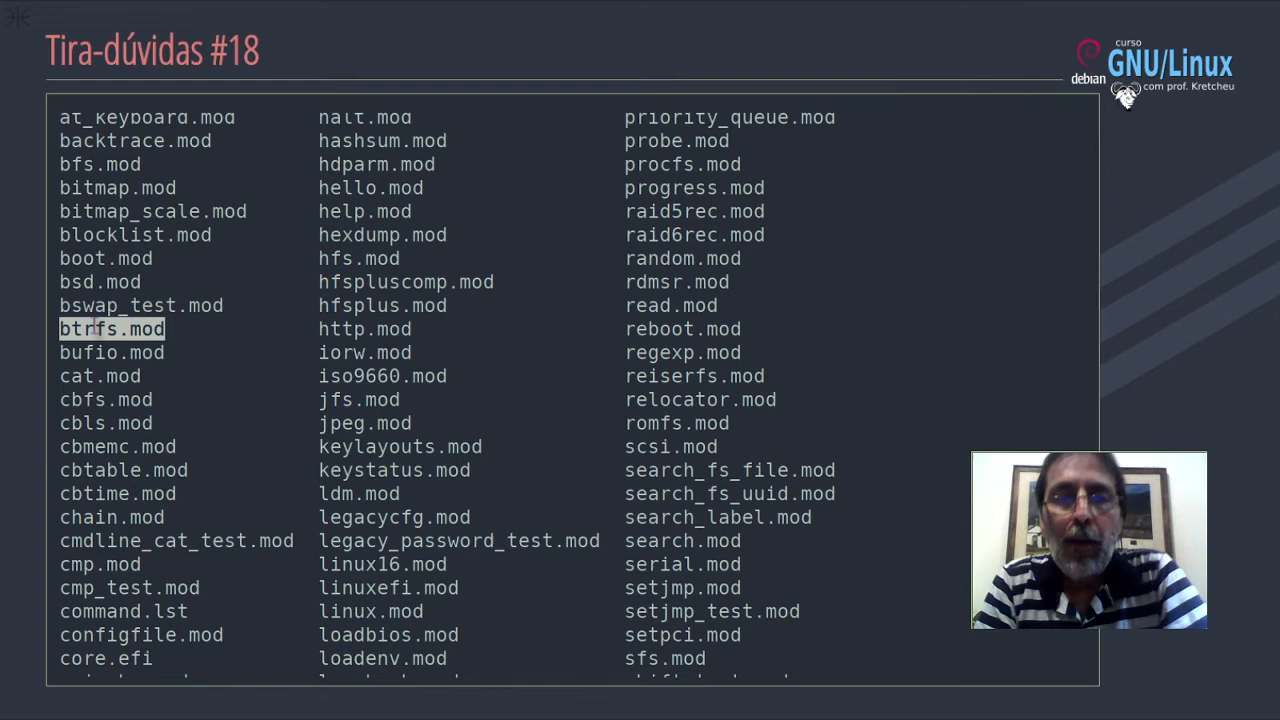 Tira-dúvidas #18
curso
GNU/Linux
debian
com prof. Kretcheu
at_keyboard.mod halt.mod priority_queue.mod
backtrace.mod hashsum.mod probe.mod
bfs.mod hdparm.mod procfs.mod
bitmap.mod hello.mod progress.mod
bitmap_scale.mod help.mod raid5rec.mod
blocklist.mod hexdump.mod raid6rec.mod
boot.mod hfs.mod random.mod
bsd.mod hfspluscomp.mod rdmsr.mod
bswap_test.mod hfsplus.mod read.mod
btrfs.mod http.mod reboot.mod
bufio.mod iorw.mod regexp.mod
cat.mod iso9660.mod reiserfs.mod
cbfs.mod jfs.mod relocator.mod
cbls.mod jpeg.mod romfs.mod
cbmemc.mod keylayouts.mod scsi.mod
cbtable.mod keystatus.mod search_fs_file.mod
cbtime.mod ldm.mod search_fs_uuid.mod
chain.mod legacycfg.mod search_label.mod
cmdline_cat_test.mod legacy_password_test.mod search.mod
cmp.mod linux16.mod serial.mod
cmp_test.mod linuxefi.mod setjmp.mod
command.lst linux.mod setjmp_test.mod
configfile.mod loadbios.mod setpci.mod
core.efi loadenv.mod sfs.mod